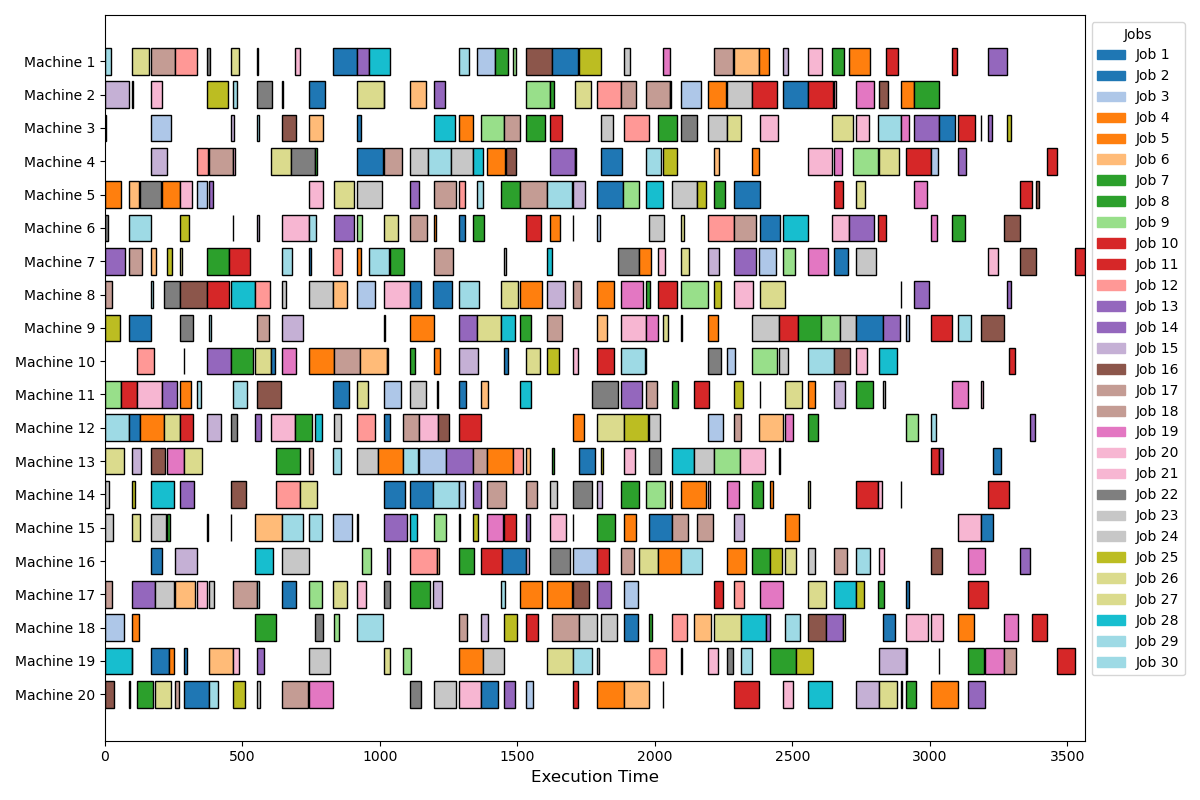 Machine 1
Machine 2
Machine 3
Machine 4
Machine 5
Machine 6
Machine 7
Machine 8
Machine 9
Machine 10
Machine 11
Machine 12
Machine 13
Machine 14
Machine 15
Machine 16
Machine 17
Machine 18
Machine 19
Machine 20
0 500 1000 1500 2000 2500 3000 3500
Execution Time
Jobs
Job 1
Job 2
Job 3
Job 4
Job 5
Job 6
Job 7
Job 8
Job 9
Job 10
Job 11
Job 12
Job 13
Job 14
Job 15
Job 16
Job 17
Job 18
Job 19
Job 20
Job 21
Job 22
Job 23
Job 24
Job 25
Job 26
Job 27
Job 28
Job 29
Job 30